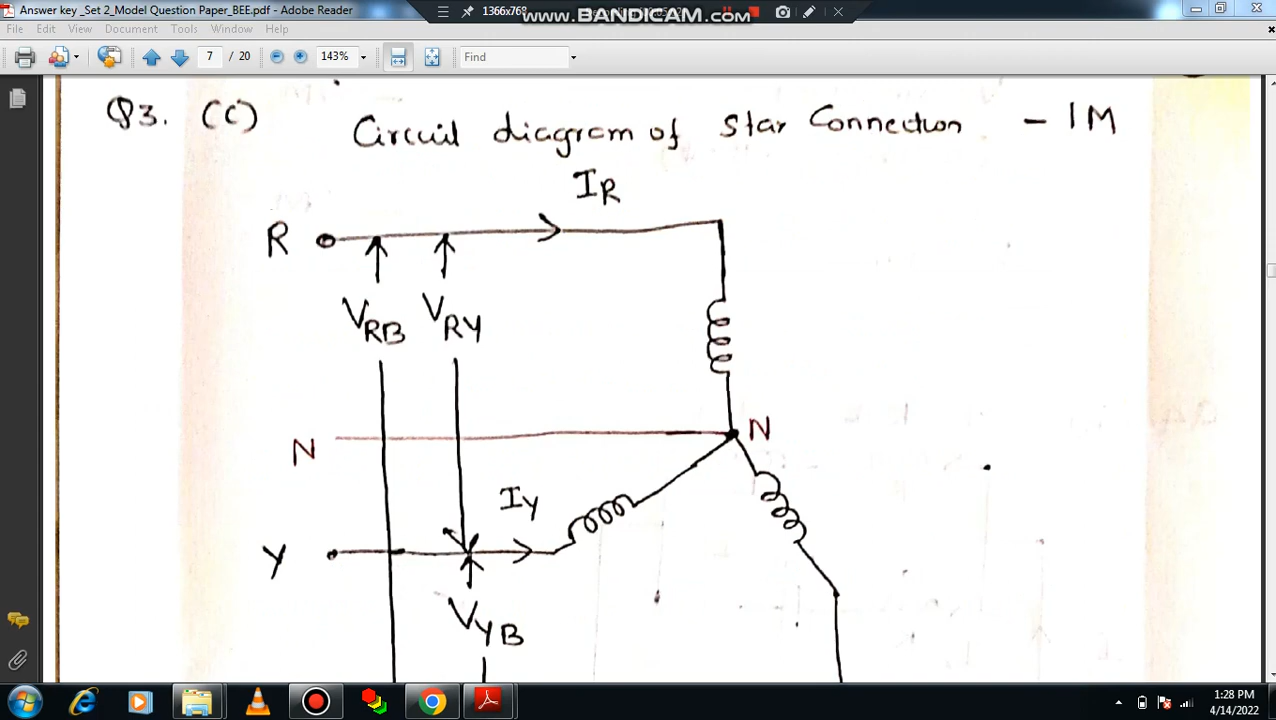 Answer key _Set 2_Model Question Paper_BEE.pdf - Adobe Reader
1366x768
www.BANDICAM.com
File Edit View Document Tools Window Help
7 / 20 143% Find
Q3. (C) Circuit diagram of Star Connection - 1M
IR
R
VRB VRY
N
N
IY
Y
VYB
1:28 PM
4/14/2022